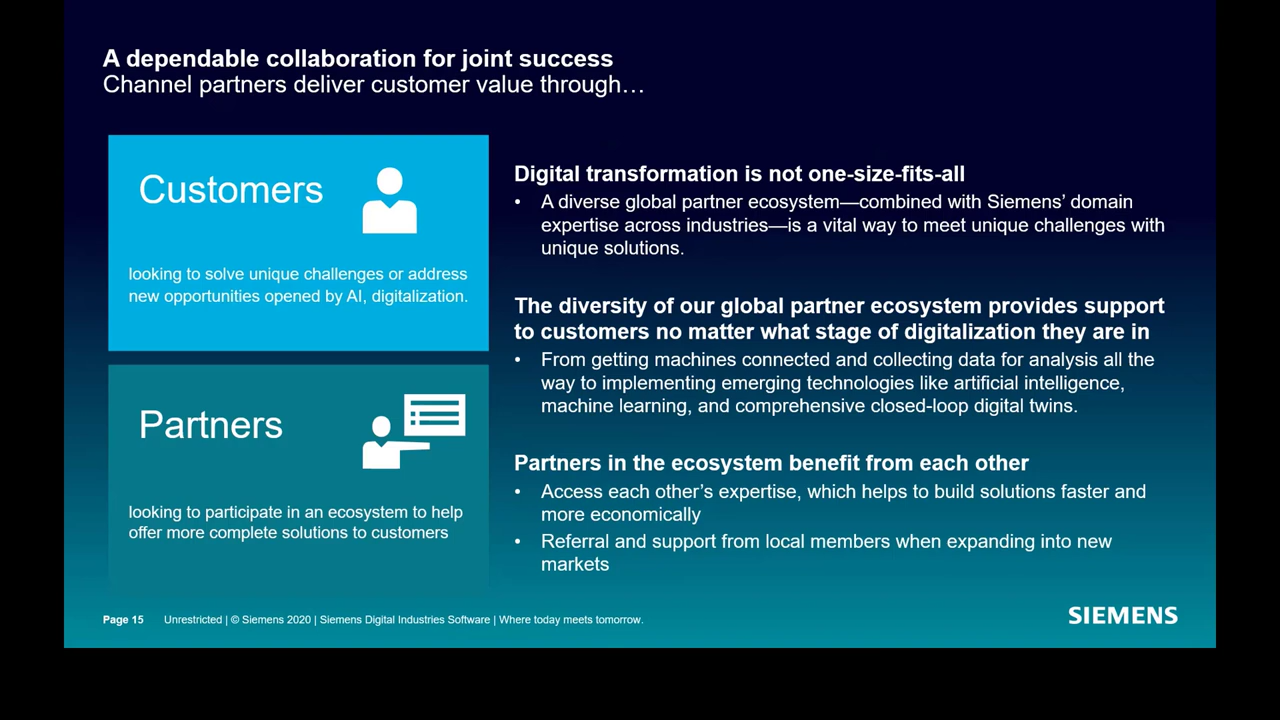 A dependable collaboration for joint success
Channel partners deliver customer value through…
Customers
looking to solve unique challenges or address
new opportunities opened by AI, digitalization.
Partners
looking to participate in an ecosystem to help
offer more complete solutions to customers
Digital transformation is not one-size-fits-all
• A diverse global partner ecosystem—combined with Siemens’ domain
expertise across industries—is a vital way to meet unique challenges with
unique solutions.
The diversity of our global partner ecosystem provides support
to customers no matter what stage of digitalization they are in
• From getting machines connected and collecting data for analysis all the
way to implementing emerging technologies like artificial intelligence,
machine learning, and comprehensive closed-loop digital twins.
Partners in the ecosystem benefit from each other
• Access each other’s expertise, which helps to build solutions faster and
more economically
• Referral and support from local members when expanding into new
markets
Page 15 Unrestricted | © Siemens 2020 | Siemens Digital Industries Software | Where today meets tomorrow.
SIEMENS